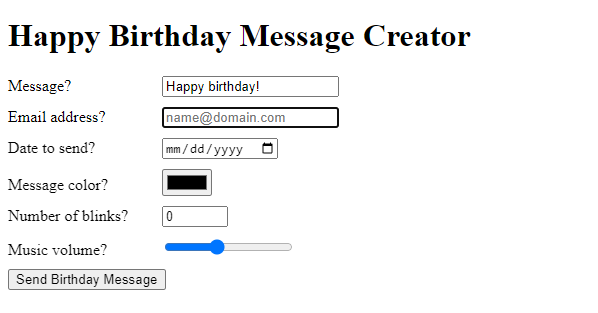 Happy Birthday Message Creator
Message? Happy birthday!
Email address? name@domain.com
Date to send? mm/dd/yyyy
Message color?
Number of blinks? 0
Music volume?
Send Birthday Message